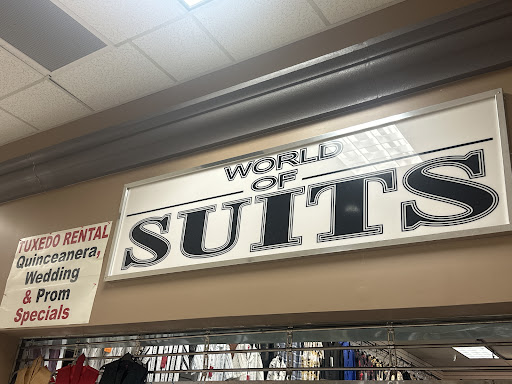 WORLD
OF
SUITS
TUXEDO RENTAL
Quinceanera,
Wedding
& Prom
Specials